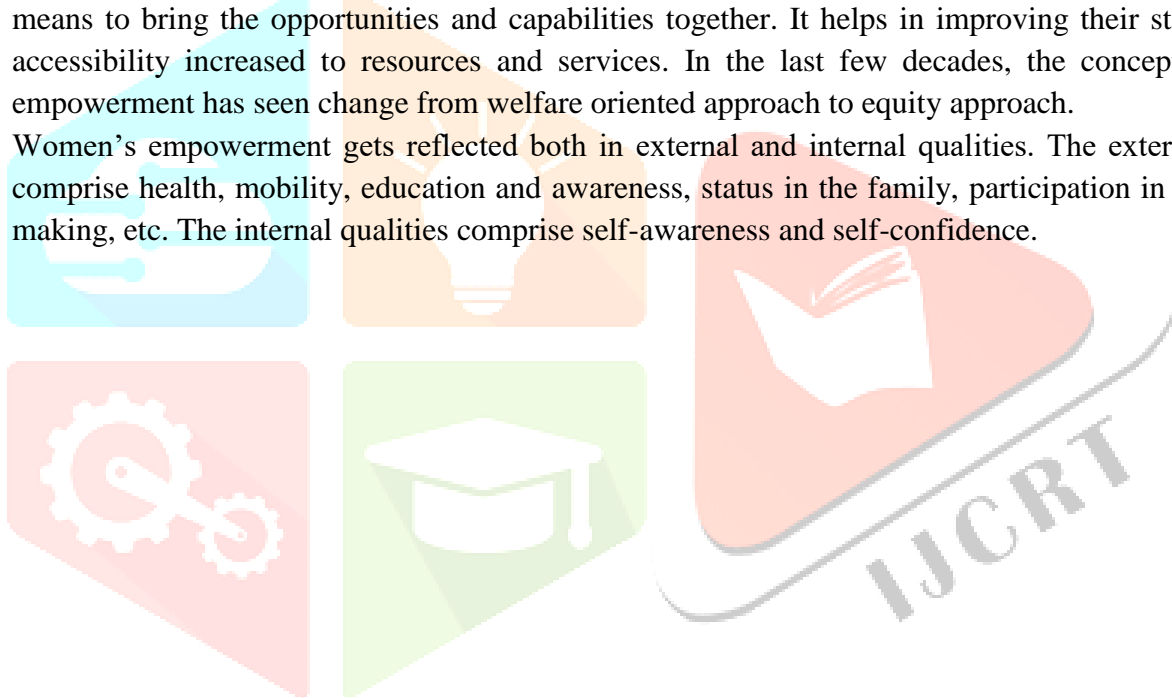 means to bring the opportunities and capabilities together. It helps in improving their st
accessibility increased to resources and services. In the last few decades, the concep
empowerment has seen change from welfare oriented approach to equity approach.
Women’s empowerment gets reflected both in external and internal qualities. The exter
comprise health, mobility, education and awareness, status in the family, participation in
making, etc. The internal qualities comprise self-awareness and self-confidence.
IJCRT